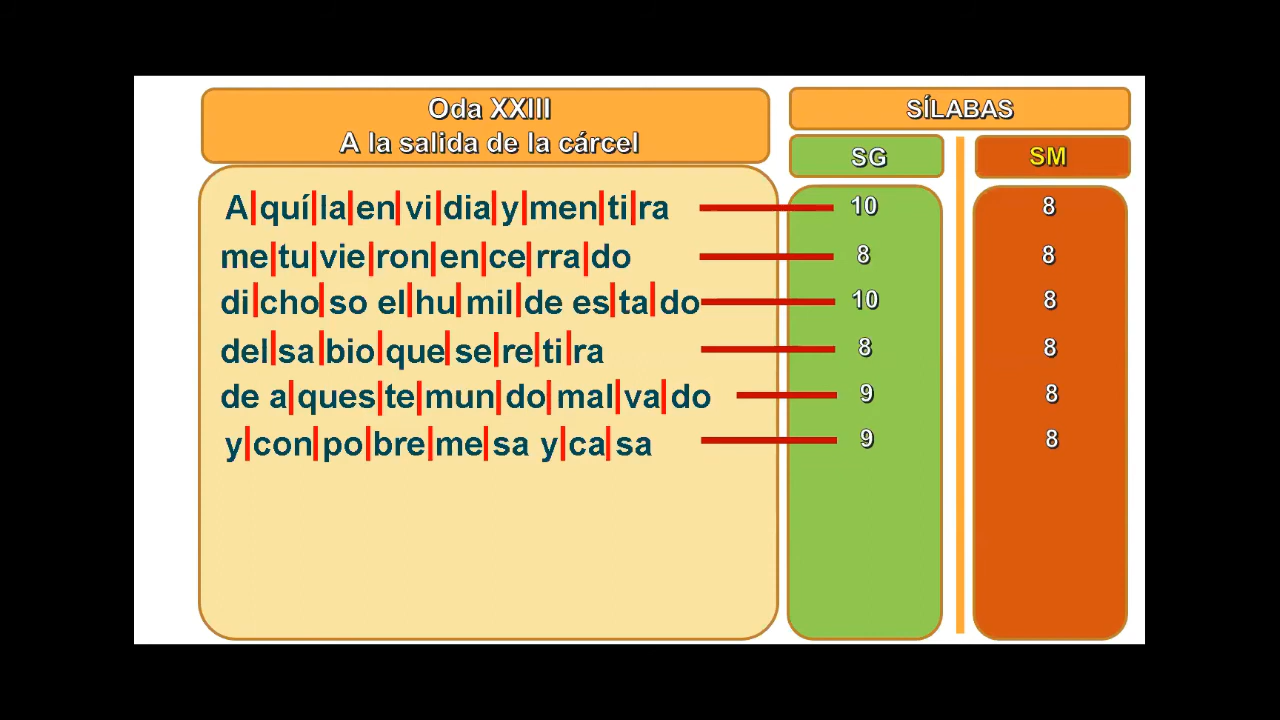 Oda XXIII
A la salida de la cárcel
SÍLABAS
SG
SM
A|quí|la|en|vi|dia|y|men|ti|ra 10 8
me|tu|vie|ron|en|ce|rra|do 8 8
di|cho|so el|hu|mil|de es|ta|do 10 8
del|sa|bio|que|se|re|ti|ra 8 8
de a|ques|te|mun|do|mal|va|do 9 8
y|con|po|bre|me|sa y|ca|sa 9 8